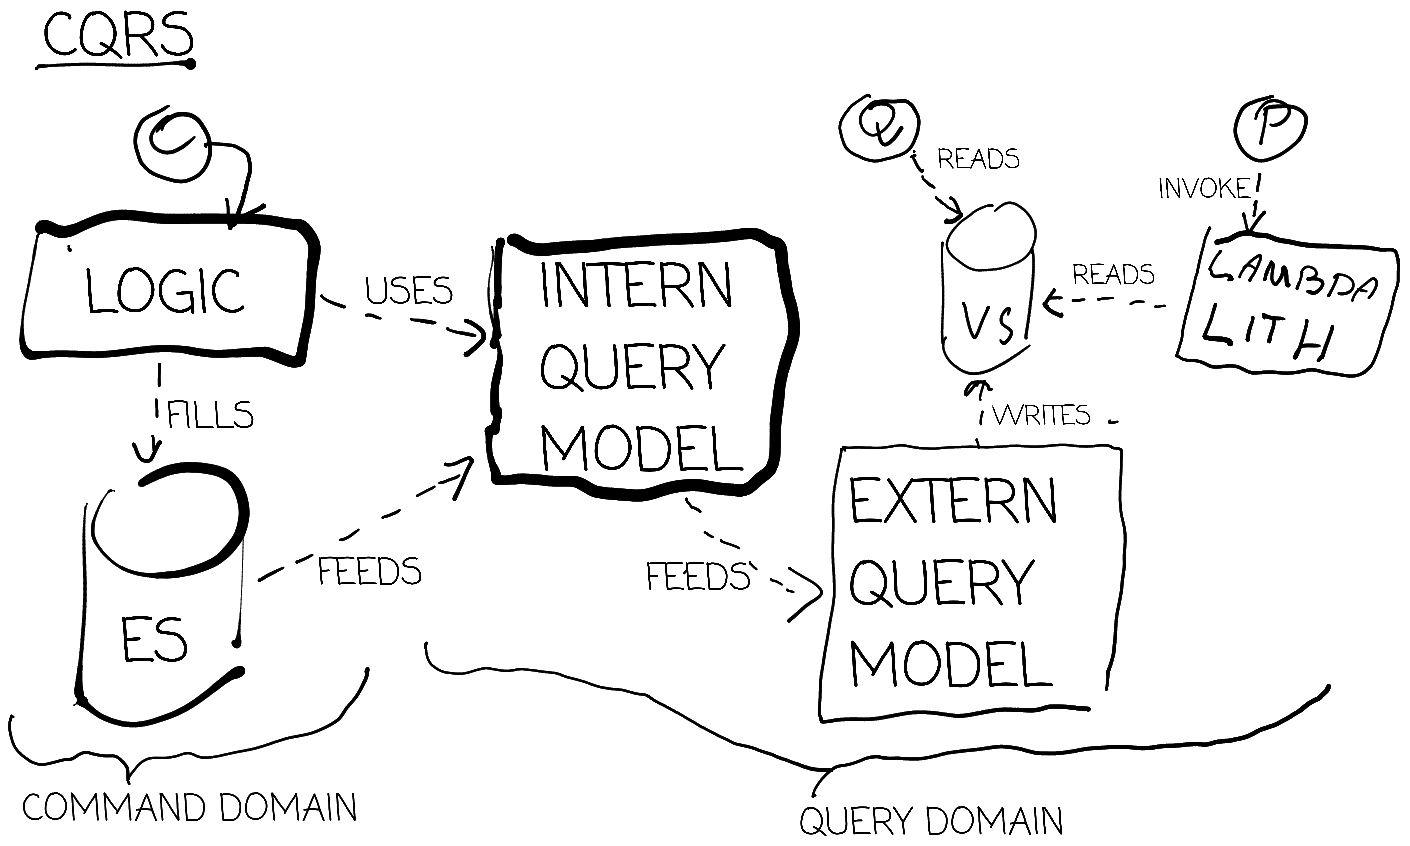 CQRS
C
Q
P
READS
INVOKE
LOGIC
USES
INTERN
QUERY
MODEL
VS
READS
LAMBDA
LITH
FILLS
WRITES
ES
FEEDS
FEEDS
EXTERN
QUERY
MODEL
COMMAND DOMAIN
QUERY DOMAIN